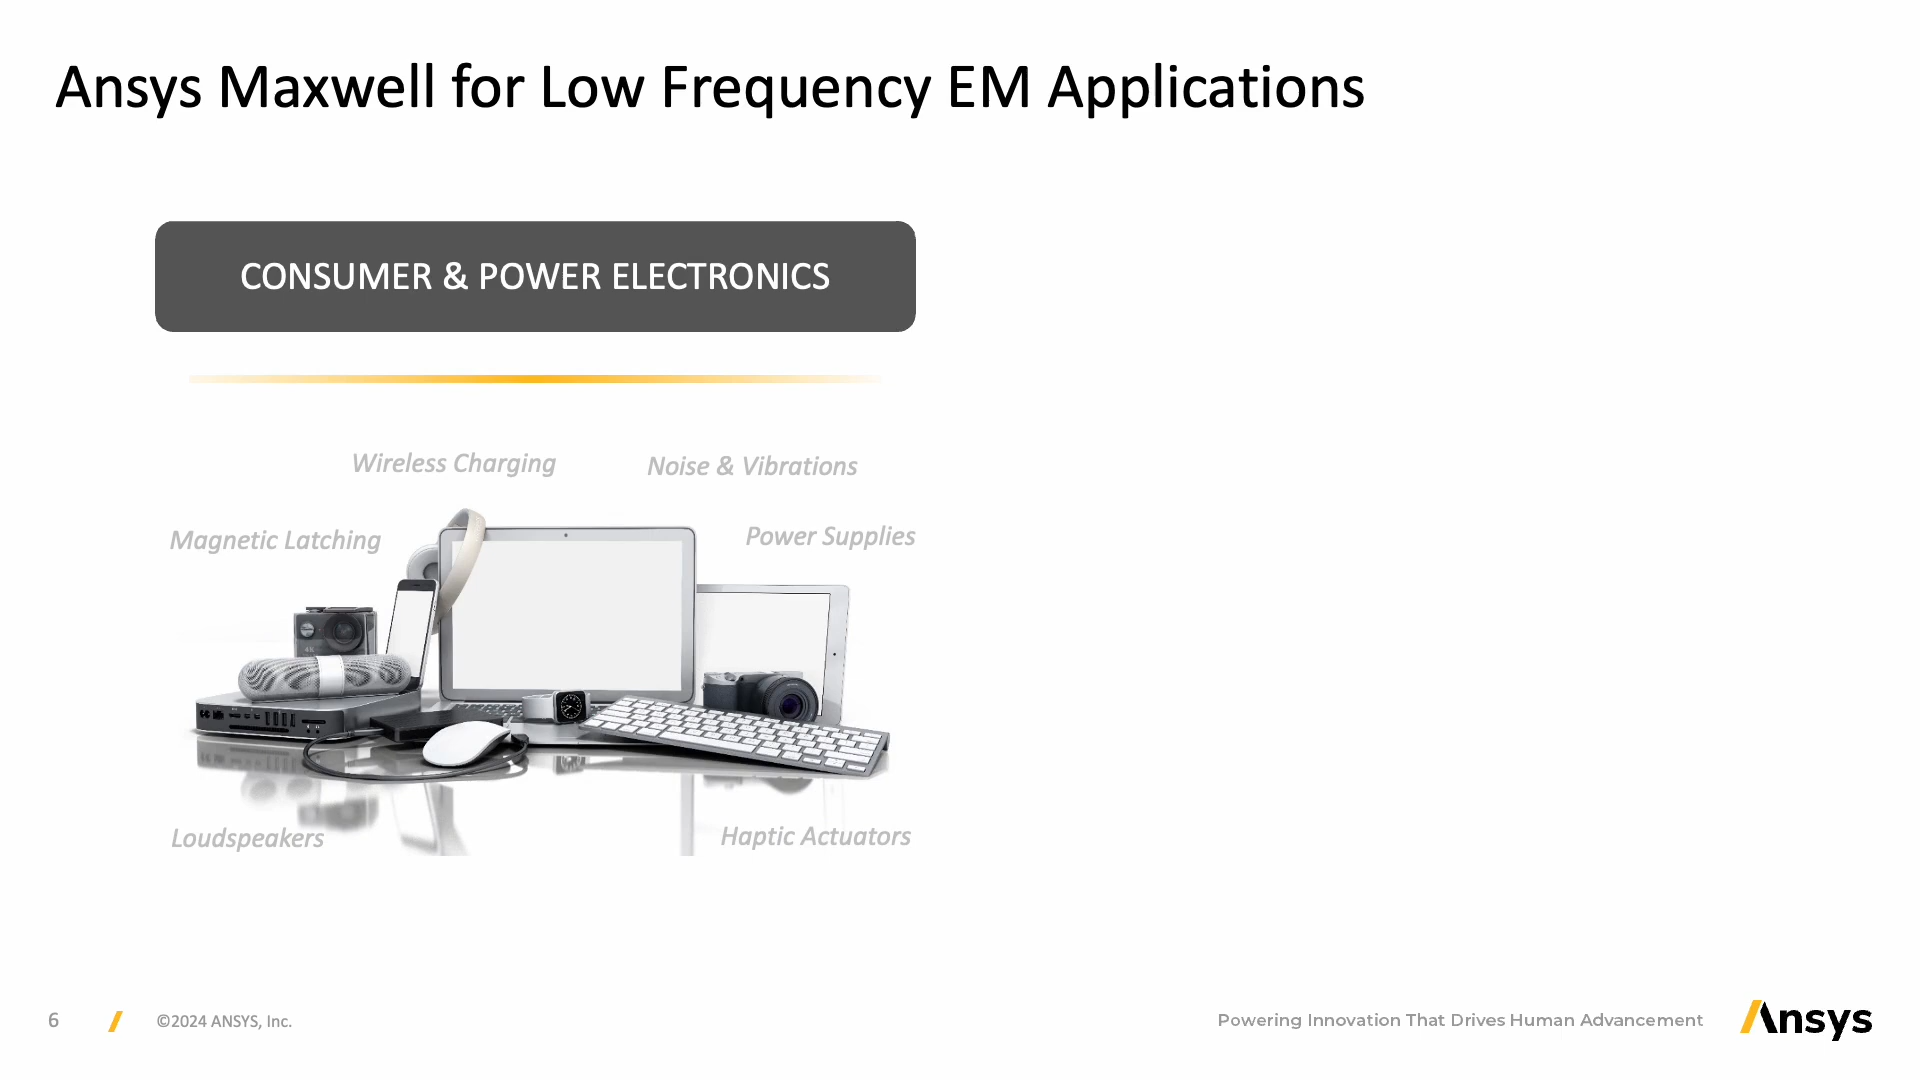 Ansys Maxwell for Low Frequency EM Applications
CONSUMER & POWER ELECTRONICS
Wireless Charging
Noise & Vibrations
Magnetic Latching
Power Supplies
4K
Loudspeakers
Haptic Actuators
6
©2024 ANSYS, Inc.
Powering Innovation That Drives Human Advancement
Ansys